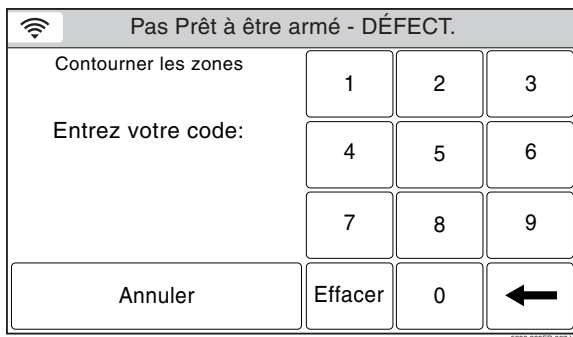 Pas Prêt à être armé - DÉFECT.
Contourner les zones
Entrez votre code:
1 2 3
4 5 6
7 8 9
Annuler Effacer 0